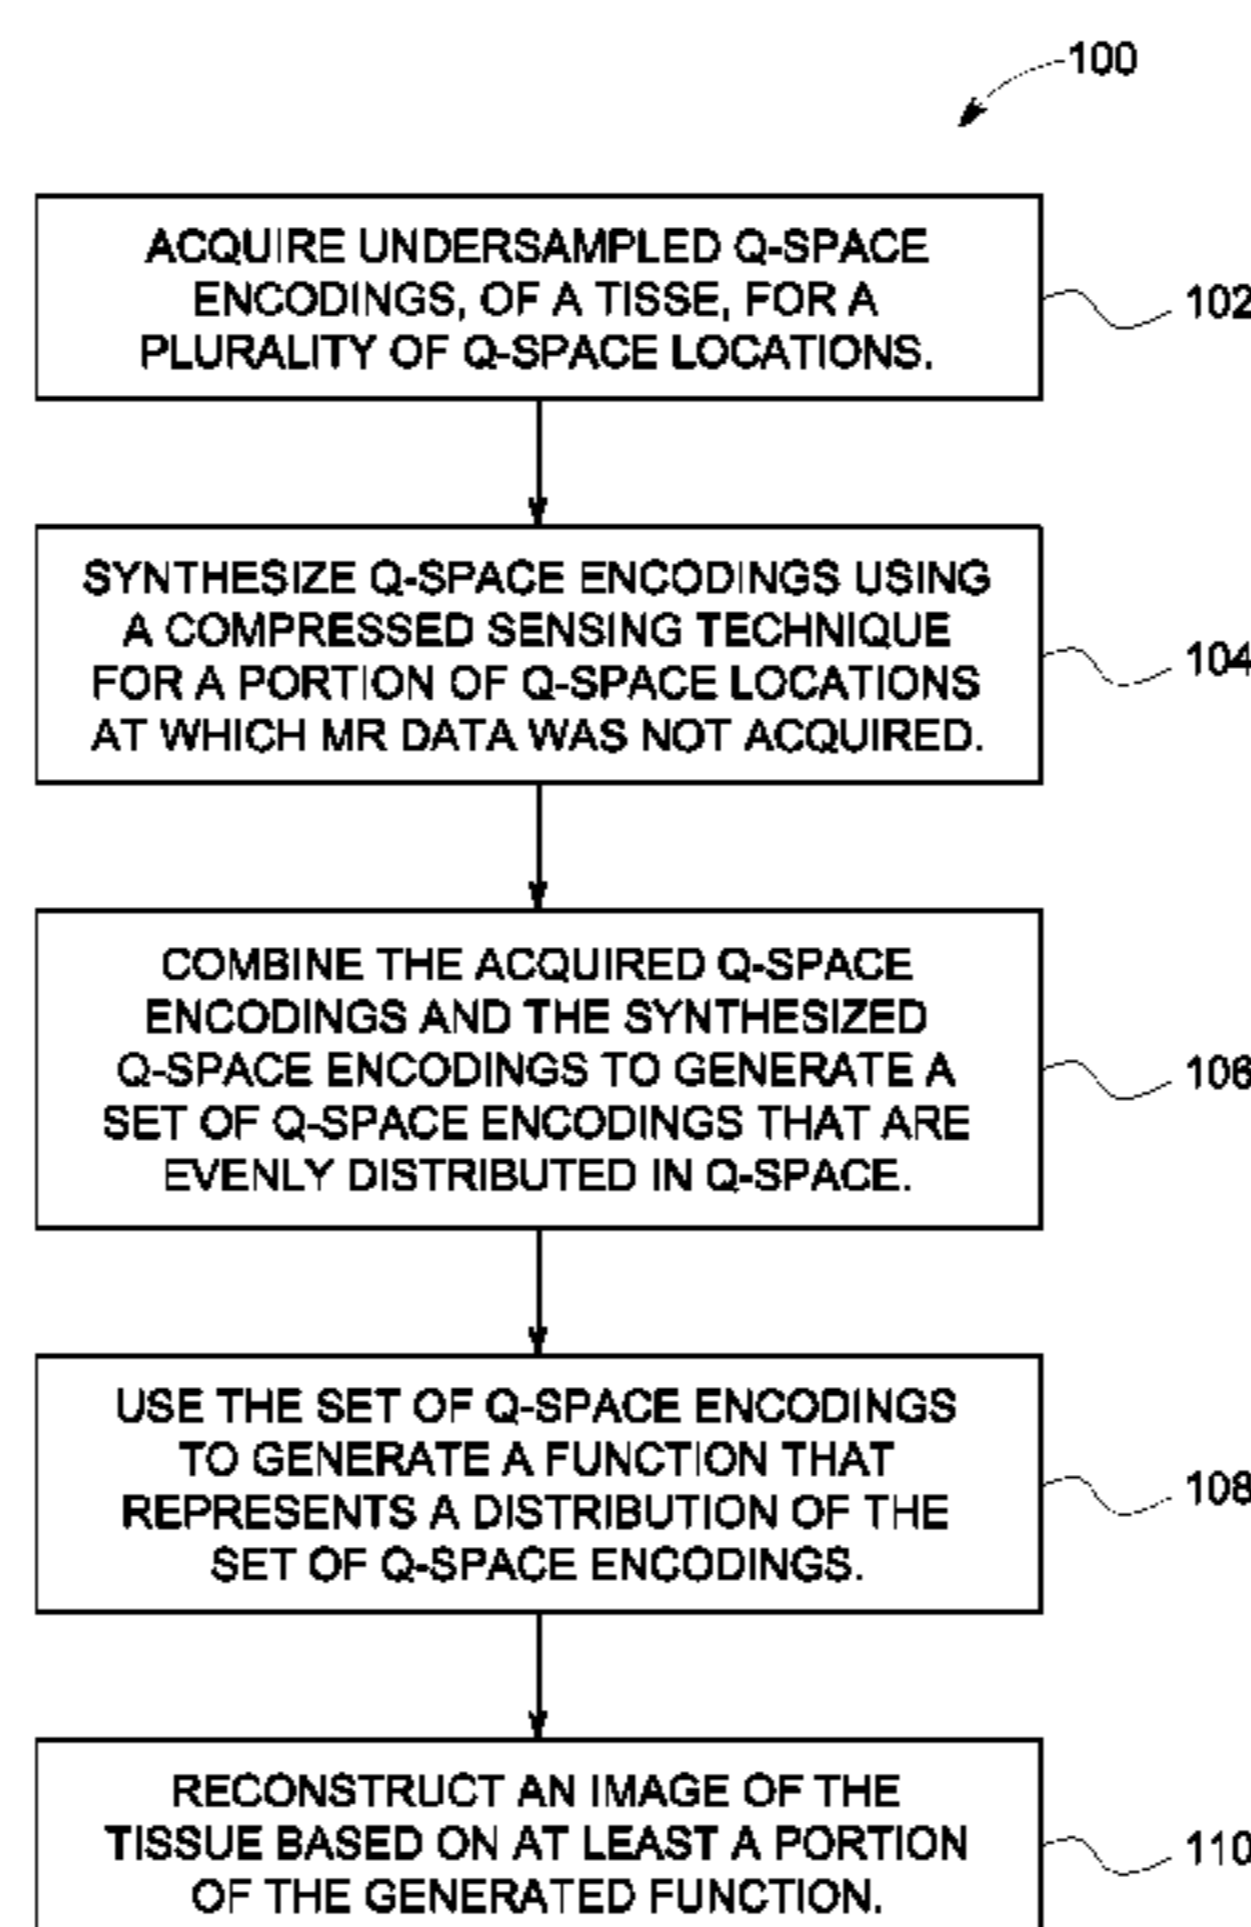 100
ACQUIRE UNDERSAMPLED Q-SPACE
ENCODINGS, OF A TISSE, FOR A
PLURALITY OF Q-SPACE LOCATIONS.
102
SYNTHESIZE Q-SPACE ENCODINGS USING
A COMPRESSED SENSING TECHNIQUE
FOR A PORTION OF Q-SPACE LOCATIONS
AT WHICH MR DATA WAS NOT ACQUIRED.
104
COMBINE THE ACQUIRED Q-SPACE
ENCODINGS AND THE SYNTHESIZED
Q-SPACE ENCODINGS TO GENERATE A
SET OF Q-SPACE ENCODINGS THAT ARE
EVENLY DISTRIBUTED IN Q-SPACE.
106
USE THE SET OF Q-SPACE ENCODINGS
TO GENERATE A FUNCTION THAT
REPRESENTS A DISTRIBUTION OF THE
SET OF Q-SPACE ENCODINGS.
108
RECONSTRUCT AN IMAGE OF THE
TISSUE BASED ON AT LEAST A PORTION
OF THE GENERATED FUNCTION.
110